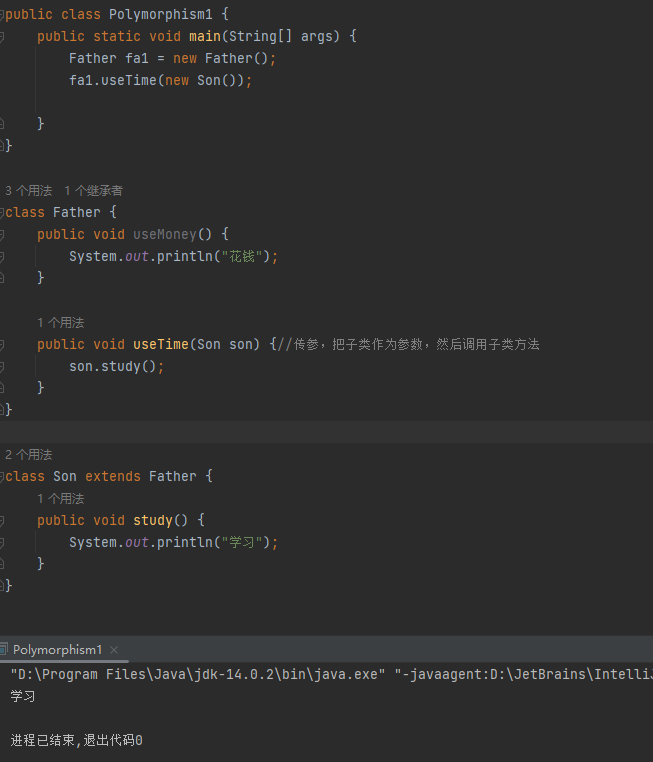 public class Polymorphism1 {
public static void main(String[] args) {
Father fa1 = new Father();
fa1.useTime(new Son());
}
}
3 个用法 1 个继承者
class Father {
public void useMoney() {
System.out.println("花钱");
}
1 个用法
public void useTime(Son son) {//传参，把子类作为参数，然后调用子类方法
son.study();
}
}
2 个用法
class Son extends Father {
1 个用法
public void study() {
System.out.println("学习");
}
}
Polymorphism1 ×
"D:\Program Files\Java\jdk-14.0.2\bin\java.exe" "-javaagent:D:\JetBrains\IntelliJ
学习
进程已结束,退出代码0